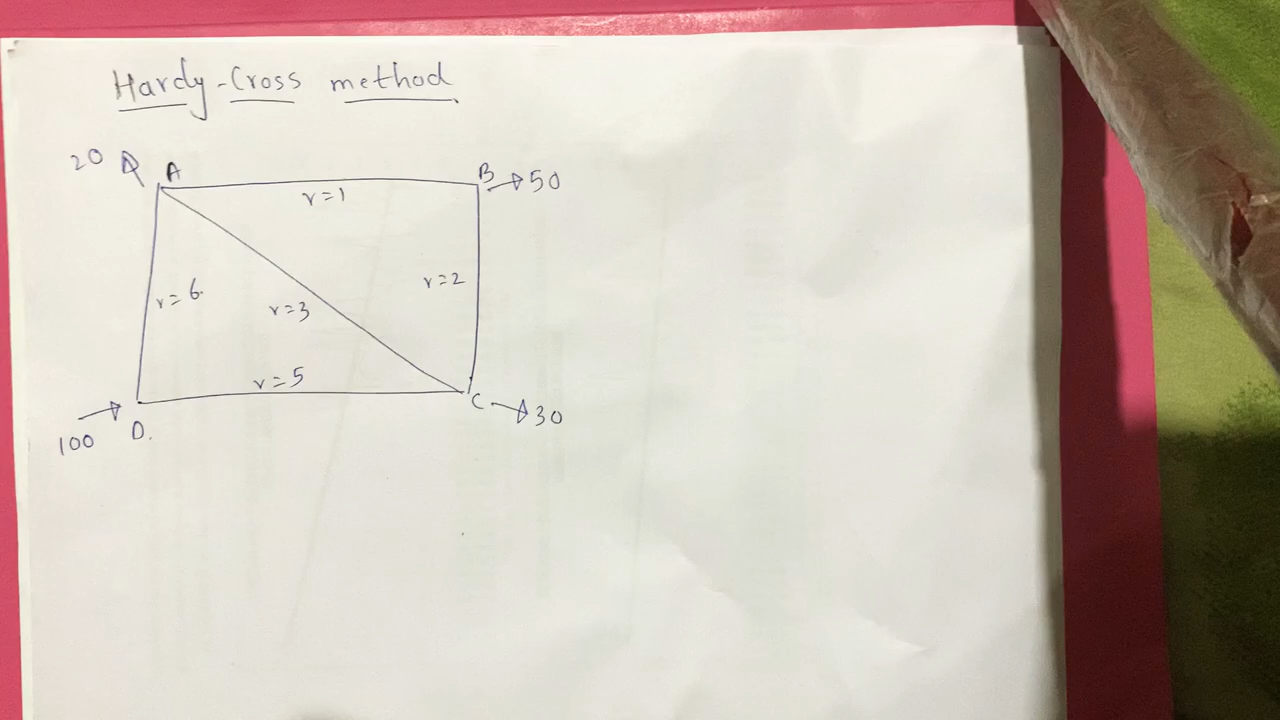 Hardy-Cross method
20 A B 50
r=1
r=6
r=3
r=2
r=5
C 30
100 D.